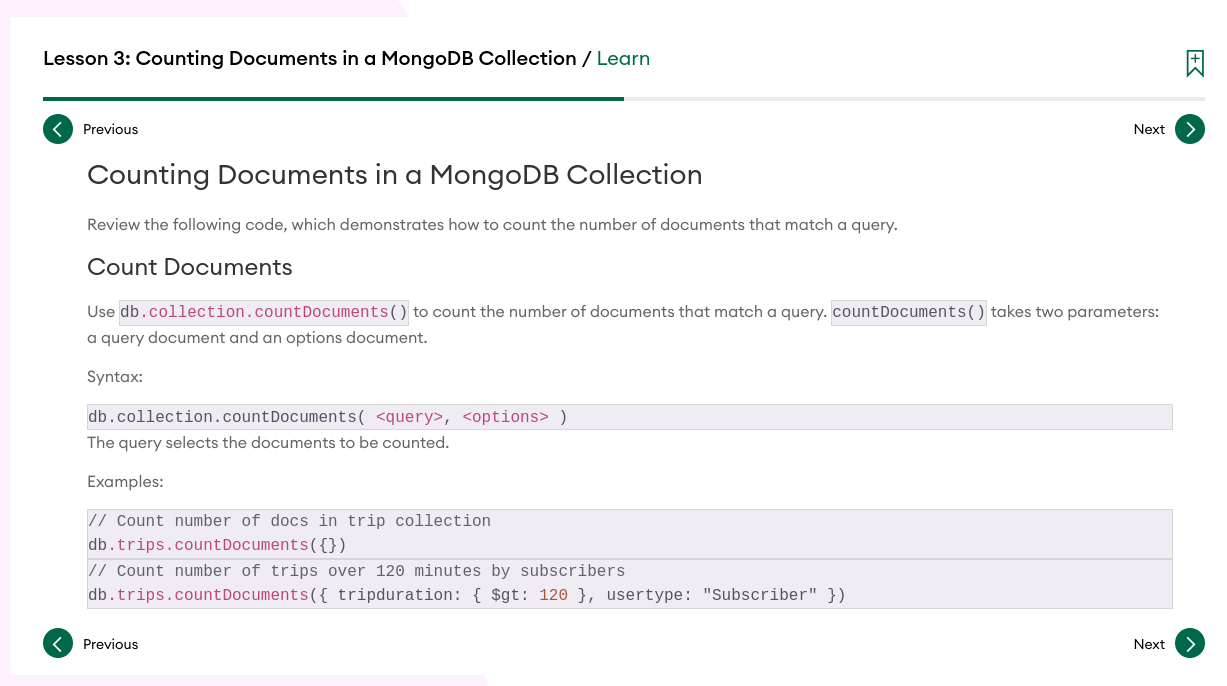 Lesson 3: Counting Documents in a MongoDB Collection / Learn
Previous
Next
Counting Documents in a MongoDB Collection
Review the following code, which demonstrates how to count the number of documents that match a query.
Count Documents
Use db.collection.countDocuments() to count the number of documents that match a query. countDocuments() takes two parameters:
a query document and an options document.
Syntax:
db.collection.countDocuments( <query>, <options> )
The query selects the documents to be counted.
Examples:
// Count number of docs in trip collection
db.trips.countDocuments({})
// Count number of trips over 120 minutes by subscribers
db.trips.countDocuments({ tripduration: { $gt: 120 }, usertype: "Subscriber" })
Previous
Next